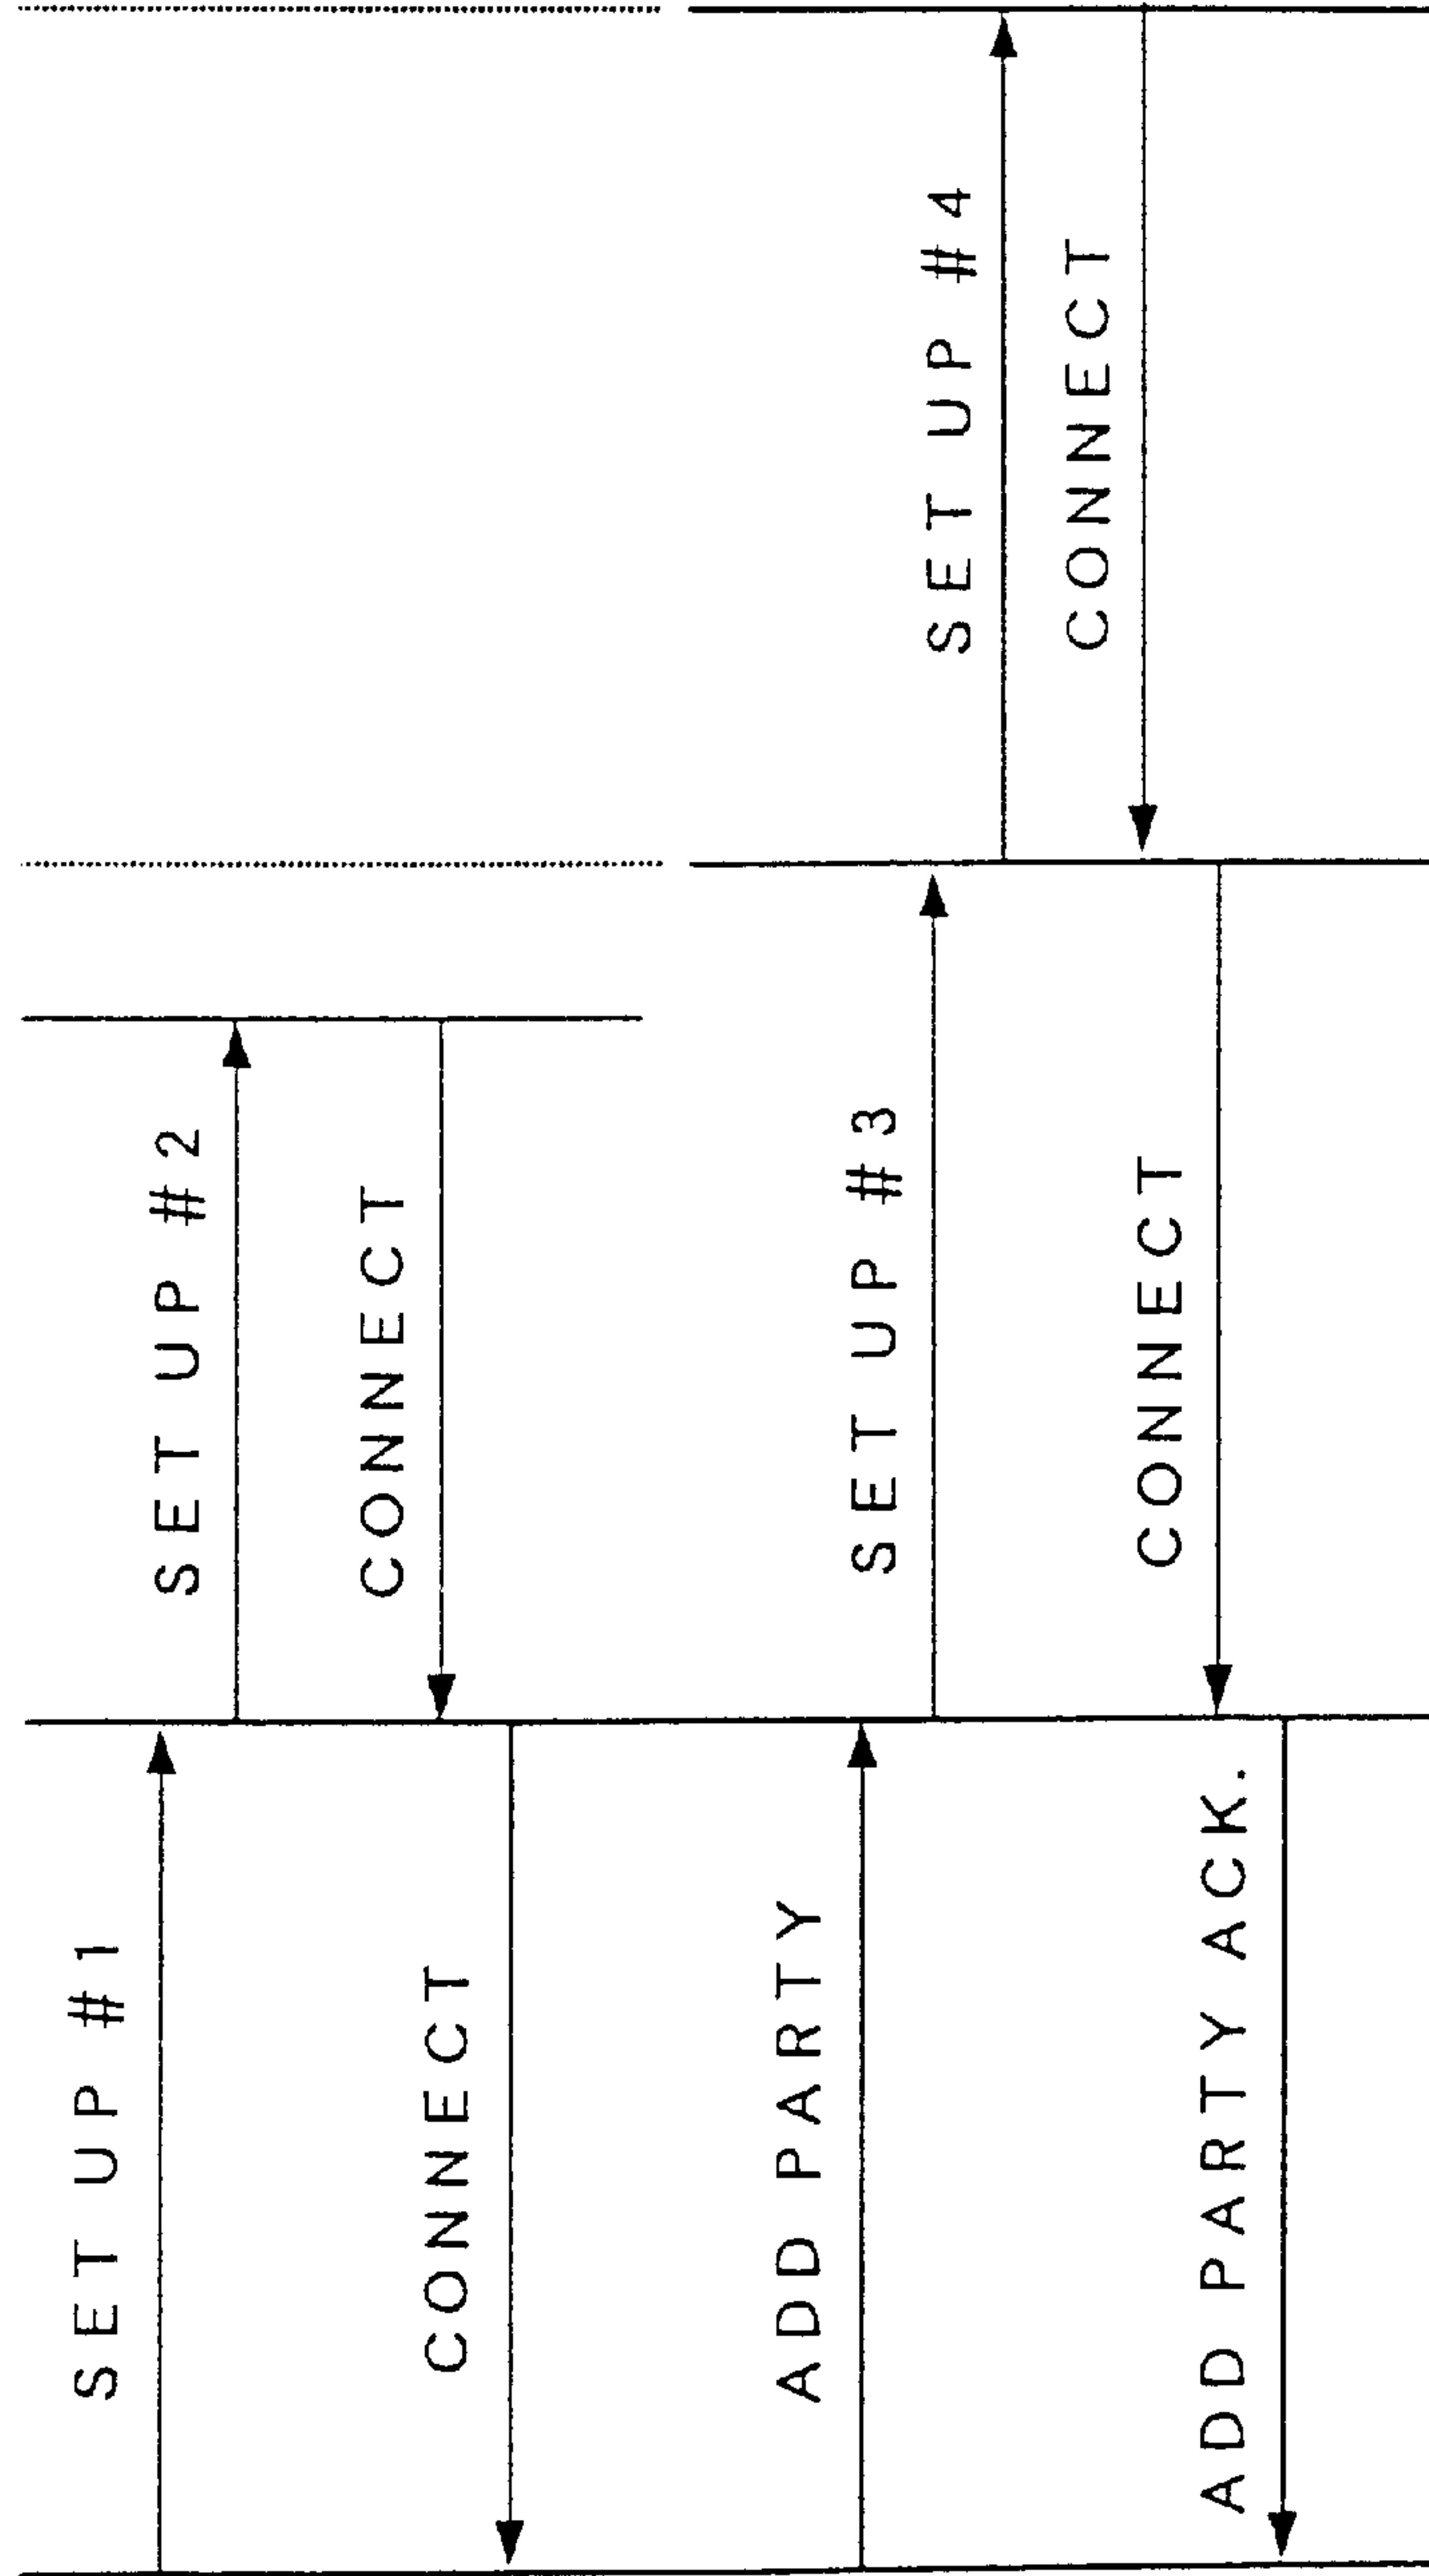 SET UP #1
SET UP #2
CONNECT
CONNECT
ADD PARTY
SET UP #3
SET UP #4
CONNECT
CONNECT
ADD PARTY ACK.